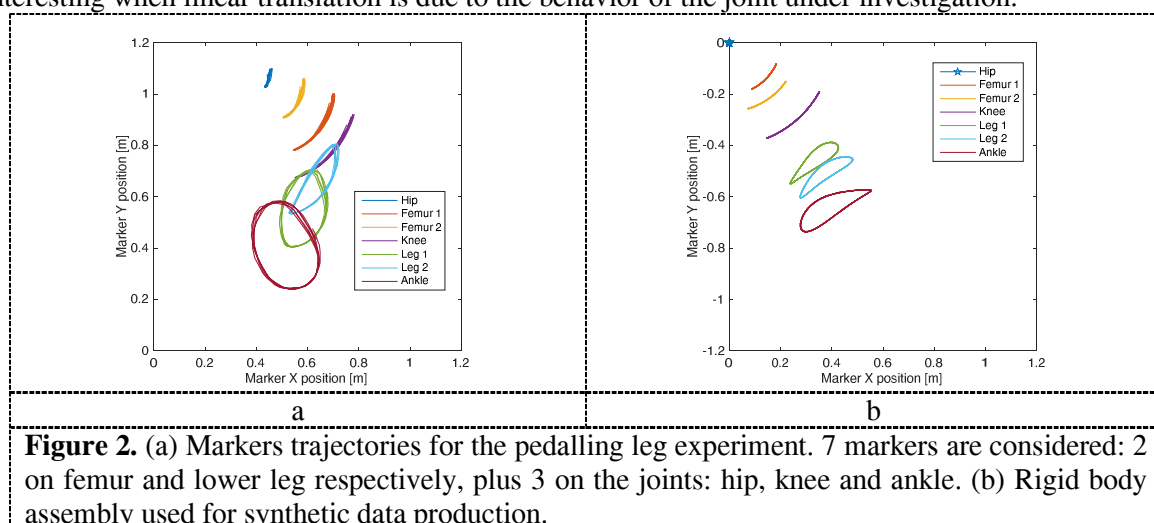 nteresting when linear translation is due to the behavior of the joint under investigation.
1.2
1
0.8
0.6
0.4
0.2
0
Marker Y position [m]
Hip
Femur 1
Femur 2
Knee
Leg 1
Leg 2
Ankle
0 0.2 0.4 0.6 0.8 1 1.2
Marker X position [m]
0
-0.2
-0.4
-0.6
-0.8
-1
-1.2
Marker Y position [m]
Hip
Femur 1
Femur 2
Knee
Leg 1
Leg 2
Ankle
0 0.2 0.4 0.6 0.8 1 1.2
Marker X position [m]
a b
Figure 2. (a) Markers trajectories for the pedalling leg experiment. 7 markers are considered: 2
on femur and lower leg respectively, plus 3 on the joints: hip, knee and ankle. (b) Rigid body
assembly used for synthetic data production.